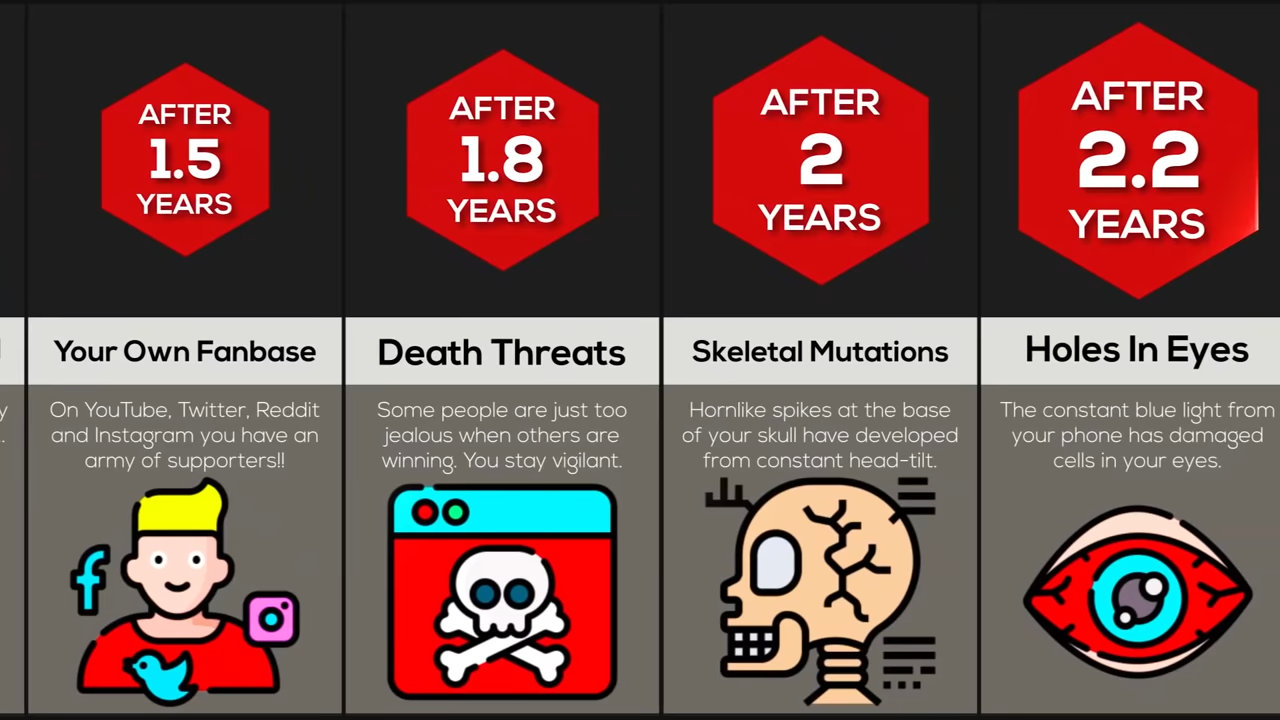 AFTER
1.5
YEARS
Your Own Fanbase
On YouTube, Twitter, Reddit
and Instagram you have an
army of supporters!!
AFTER
1.8
YEARS
Death Threats
Some people are just too
jealous when others are
winning. You stay vigilant.
AFTER
2
YEARS
Skeletal Mutations
Hornlike spikes at the base
of your skull have developed
from constant head-tilt.
AFTER
2.2
YEARS
Holes In Eyes
The constant blue light from
your phone has damaged
cells in your eyes.